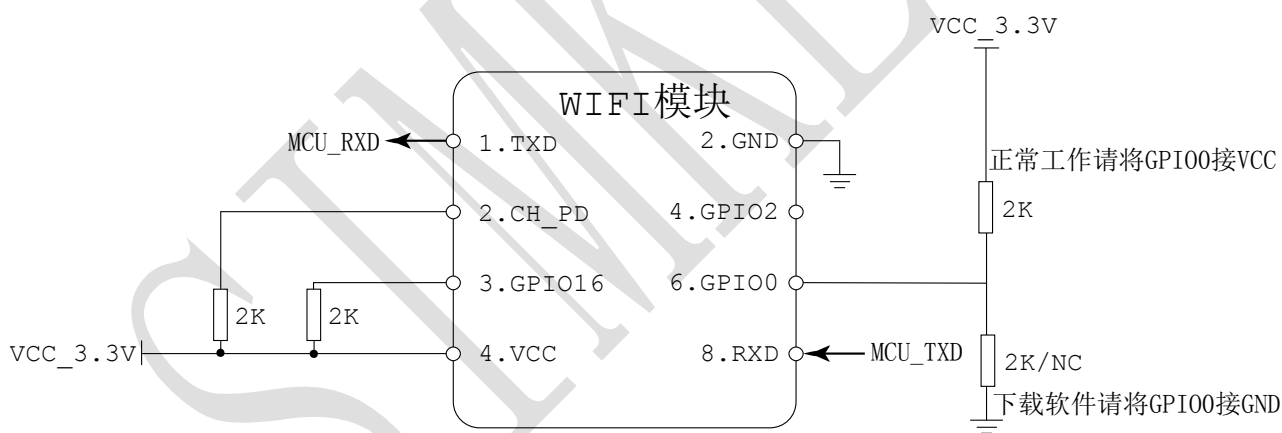 VCC_3.3V
WIFI模块
MCU_RXD
1.TXD
2.GND
正常工作请将GPIO0接VCC
2.CH_PD
4.GPIO2
2K
3.GPIO16
6.GPIO0
2K
2K
VCC_3.3V
4.VCC
8.RXD
MCU_TXD
2K/NC
下载软件请将GPIO0接GND